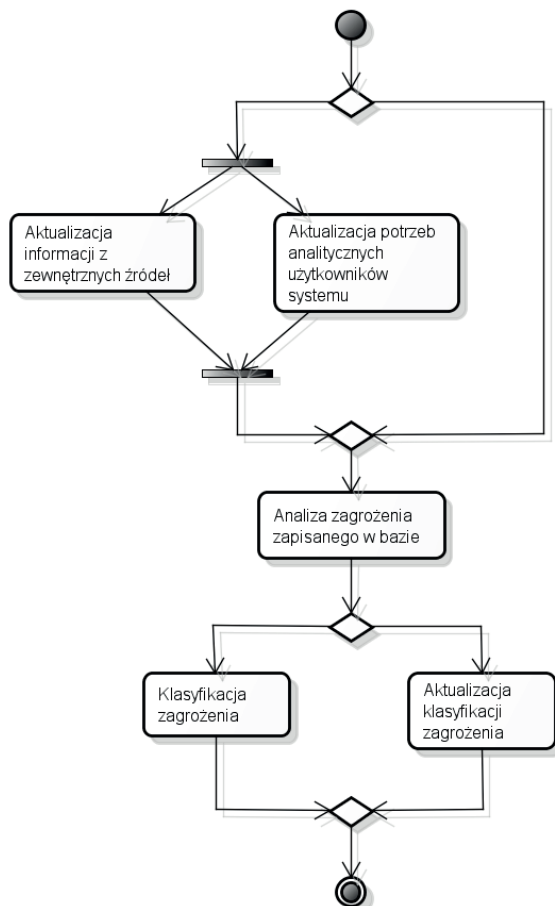 Aktualizacja
informacji z
zewnętrznych źródeł
Aktualizacja potrzeb
analitycznych
użytkowników
systemu
Analiza zagrożenia
zapisanego w bazie
Klasyfikacja
zagrożenia
Aktualizacja
klasyfikacji
zagrożenia